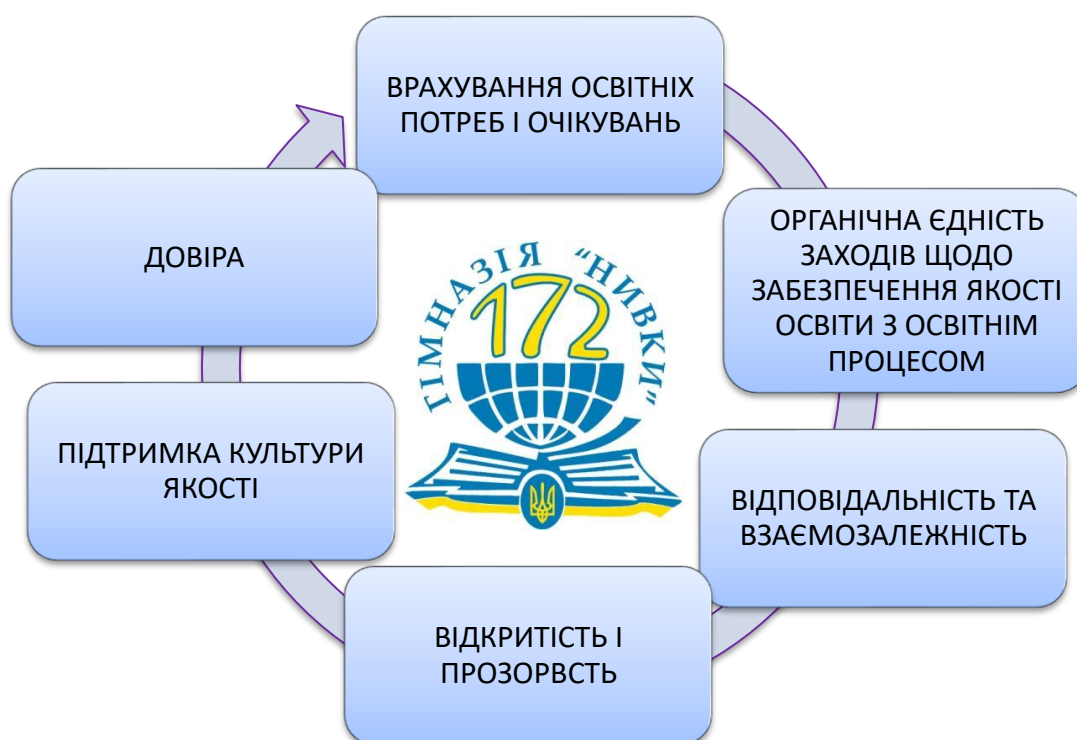 ВРАХУВАННЯ ОСВІТНІХ
ПОТРЕБ І ОЧІКУВАНЬ
ОРГАНІЧНА ЄДНІСТЬ
ЗАХОДІВ ЩОДО
ЗАБЕЗПЕЧЕННЯ ЯКОСТІ
ОСВІТИ З ОСВІТНІМ
ПРОЦЕСОМ
ВІДПОВІДАЛЬНІСТЬ ТА
ВЗАЄМОЗАЛЕЖНІСТЬ
ВІДКРИТІСТЬ І
ПРОЗОРВСТЬ
ПІДТРИМКА КУЛЬТУРИ
ЯКОСТІ
ДОВІРА
ГІМНАЗІЯ "НИВКИ"
172